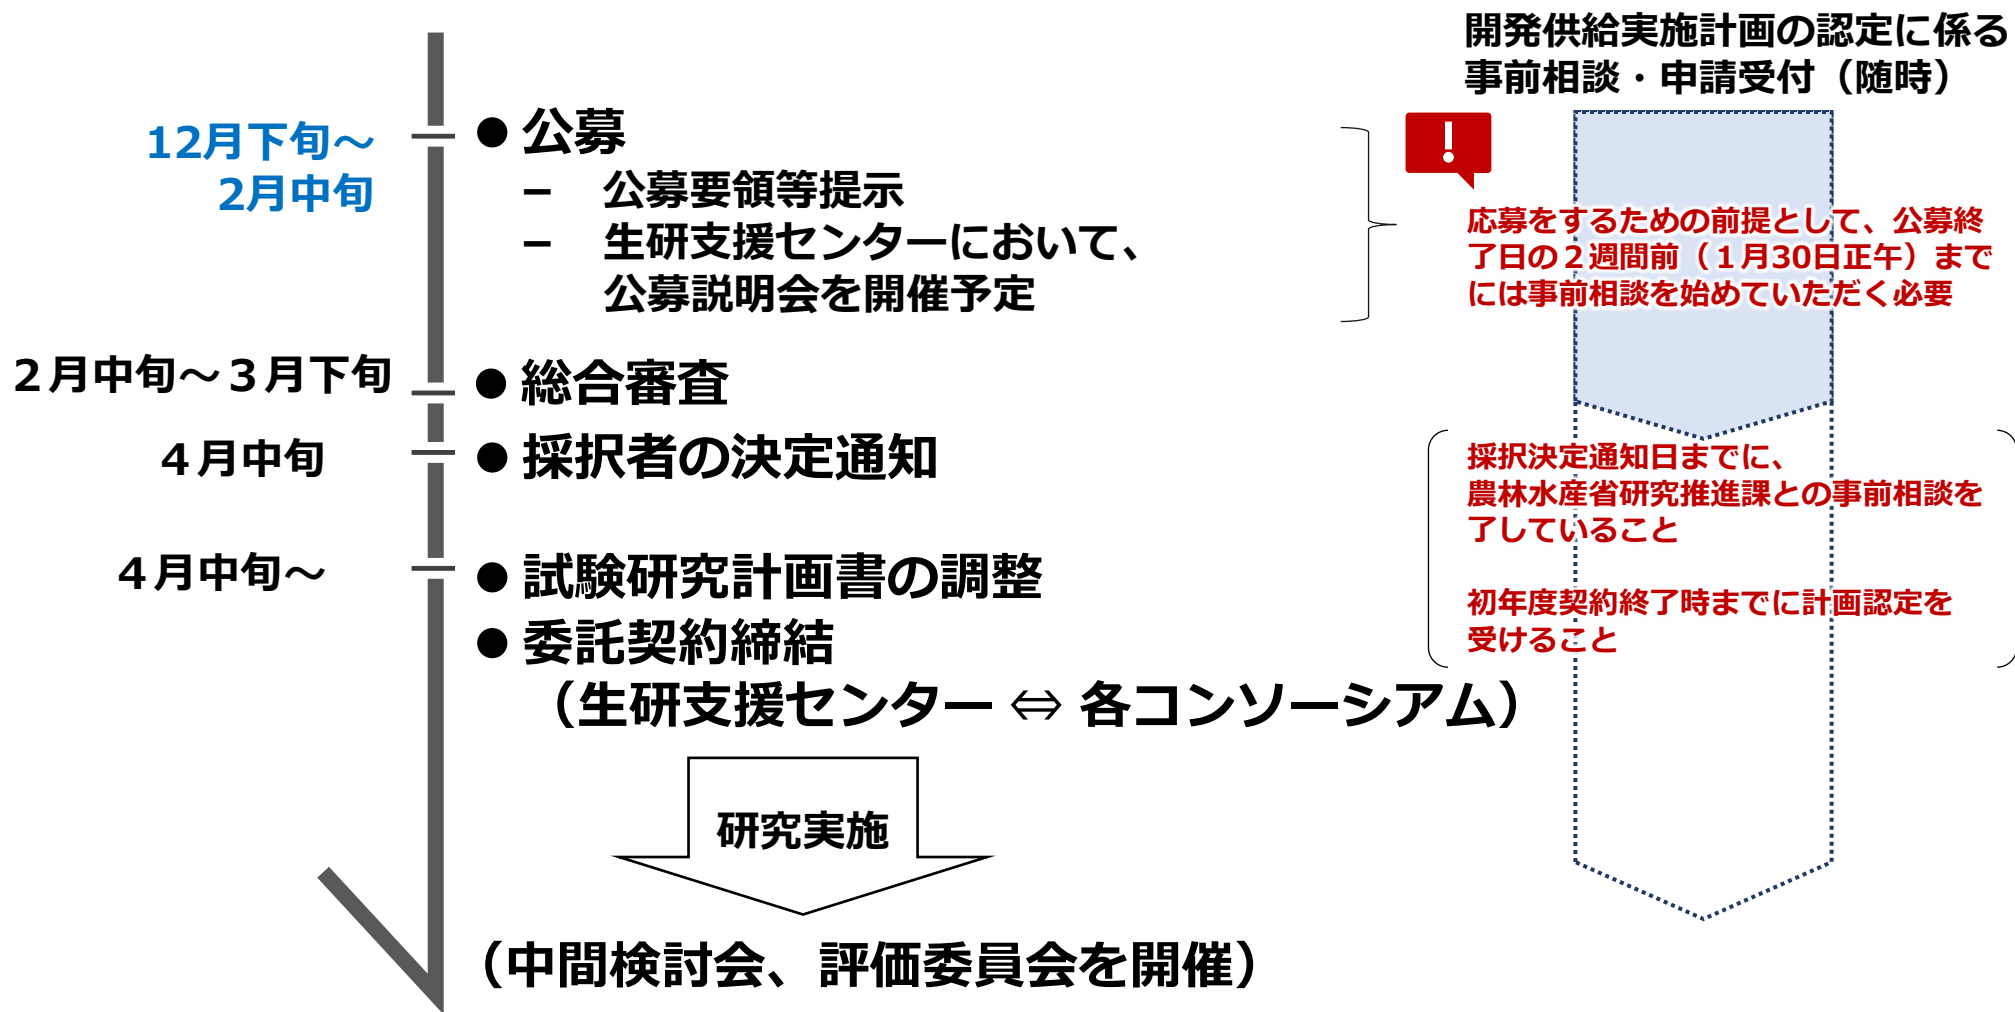 開発供給実施計画の認定に係る
事前相談・申請受付（随時）
12月下旬～
2月中旬
● 公募
－ 公募要領等提示
－ 生研支援センターにおいて、
公募説明会を開催予定
!
応募をするための前提として、公募終
了日の２週間前（１月30日正午）まで
には事前相談を始めていただく必要
２月中旬～３月下旬
● 総合審査
４月中旬
● 採択者の決定通知
採択決定通知日までに、
農林水産省研究推進課との事前相談を
了していること
４月中旬～
● 試験研究計画書の調整
初年度契約終了時までに計画認定を
受けること
● 委託契約締結
（生研支援センター ⇔ 各コンソーシアム）
研究実施
（中間検討会、評価委員会を開催）